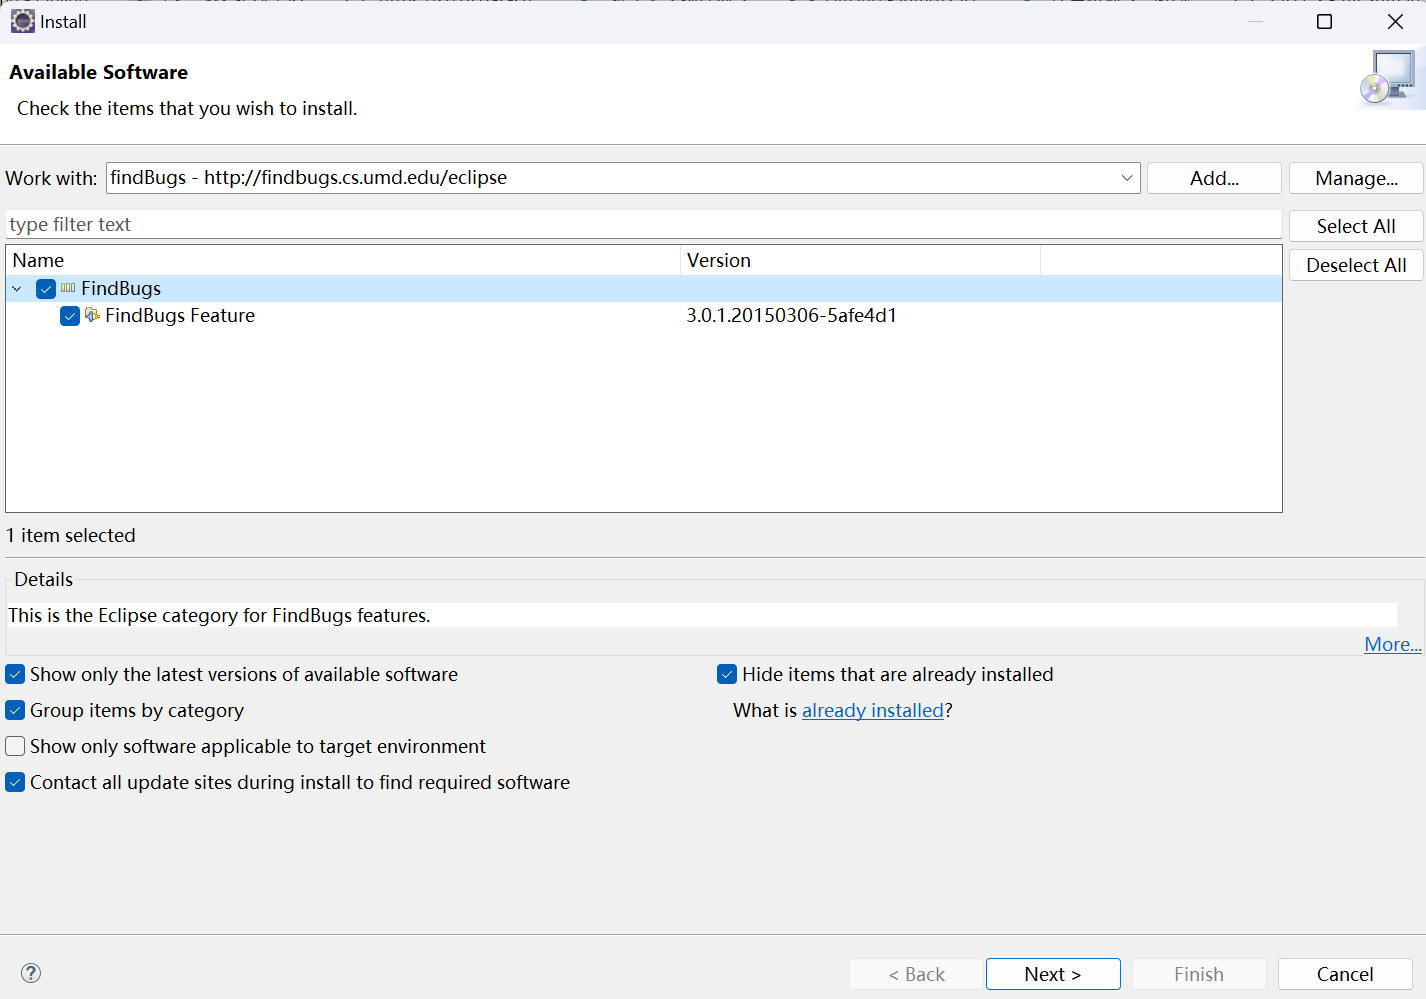 Install
Available Software
Check the items that you wish to install.
Work with: findBugs - http://findbugs.cs.umd.edu/eclipse Add... Manage...
type filter text Select All
Name Version Deselect All
FindBugs
FindBugs Feature 3.0.1.20150306-5afe4d1
1 item selected
Details
This is the Eclipse category for FindBugs features.
More...
Show only the latest versions of available software Hide items that are already installed
Group items by category What is already installed?
Show only software applicable to target environment
Contact all update sites during install to find required software
? < Back Next > Finish Cancel